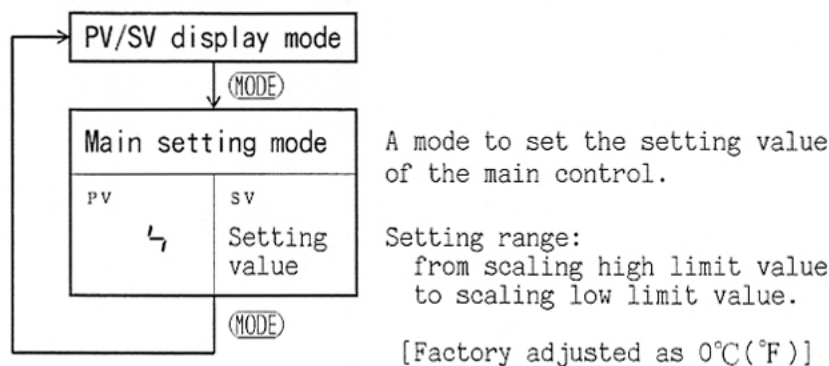 PV/SV display mode
(MODE)
Main setting mode
PV
SV
Setting
value
(MODE)
A mode to set the setting value
of the main control.
Setting range:
from scaling high limit value
to scaling low limit value.
[Factory adjusted as 0℃(℉)]